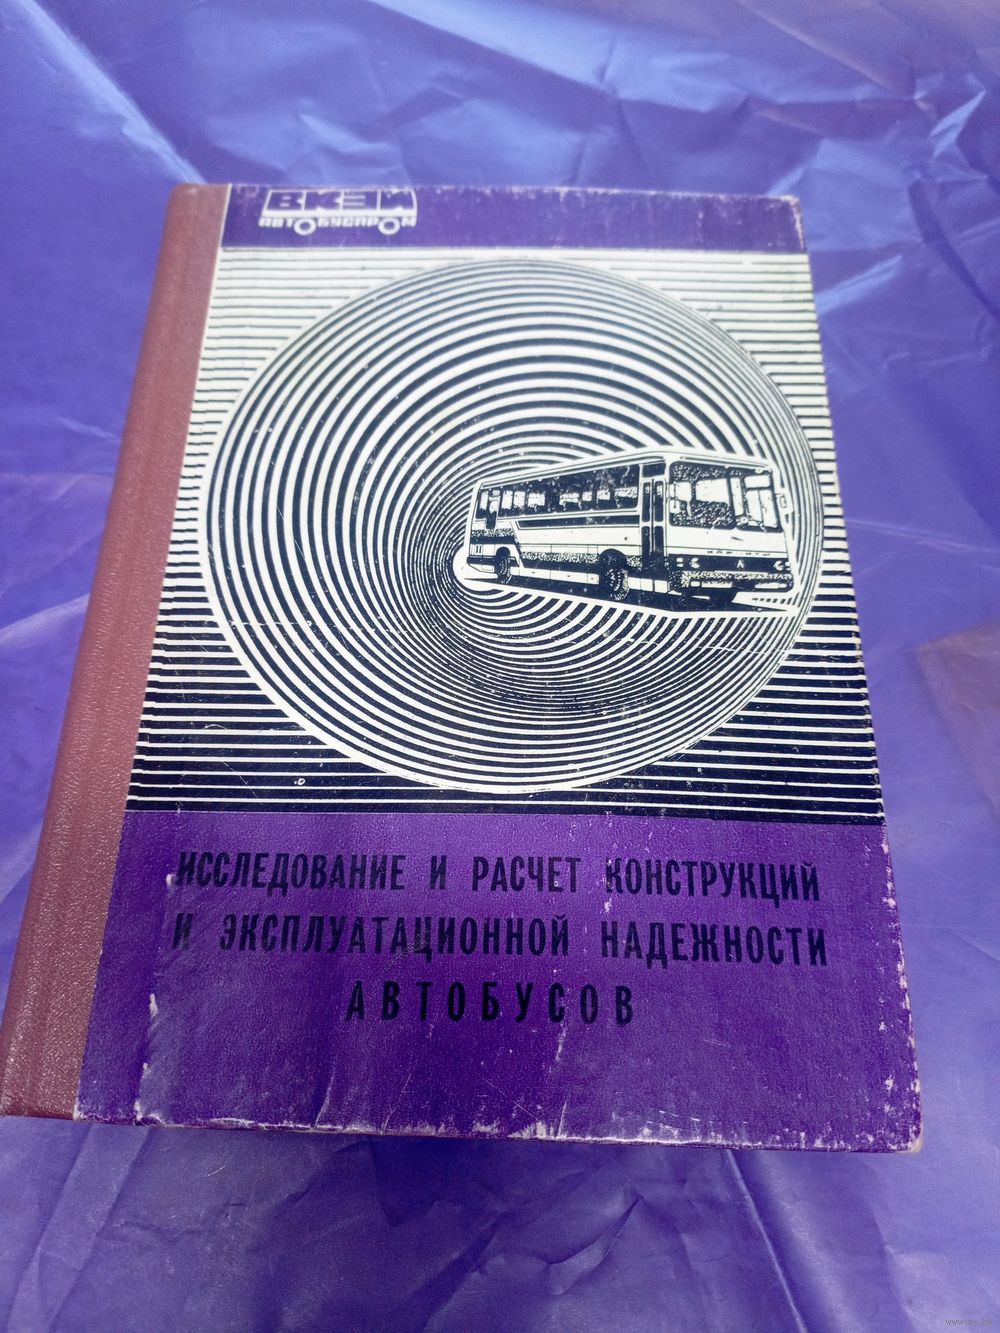 ВКЭИ
АВТОБУСПРОМ
ИССЛЕДОВАНИЕ И РАСЧЕТ КОНСТРУКЦИЙ
И ЭКСПЛУАТАЦИОННОЙ НАДЕЖНОСТИ
АВТОБУСОВ